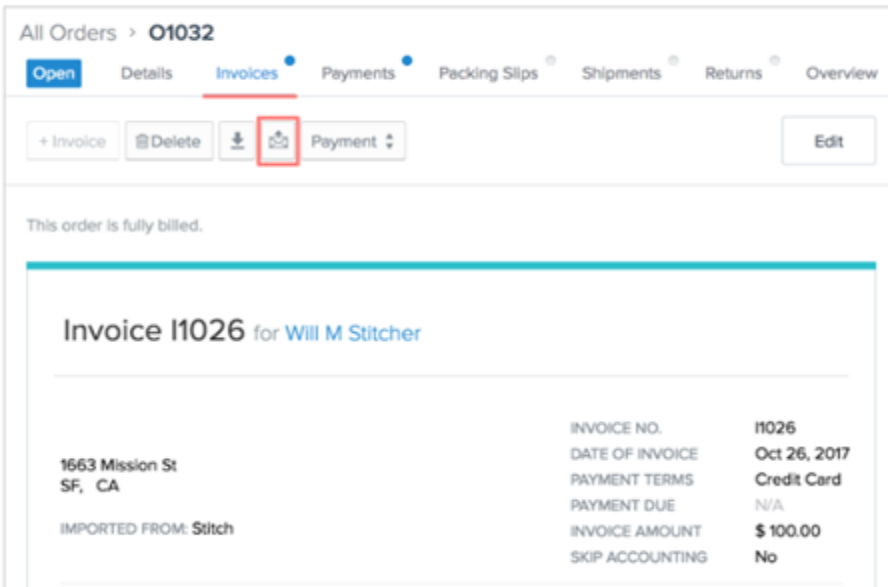 All Orders > O1032
Open Details Invoices Payments Packing Slips Shipments Returns Overview
+ Invoice Delete Payment Edit
This order is fully billed.
Invoice I1026 for Will M Stitcher
INVOICE NO. I1026
DATE OF INVOICE Oct 26, 2017
1663 Mission St
PAYMENT TERMS Credit Card
SF, CA
PAYMENT DUE N/A
IMPORTED FROM: Stitch
INVOICE AMOUNT $ 100.00
SKIP ACCOUNTING No